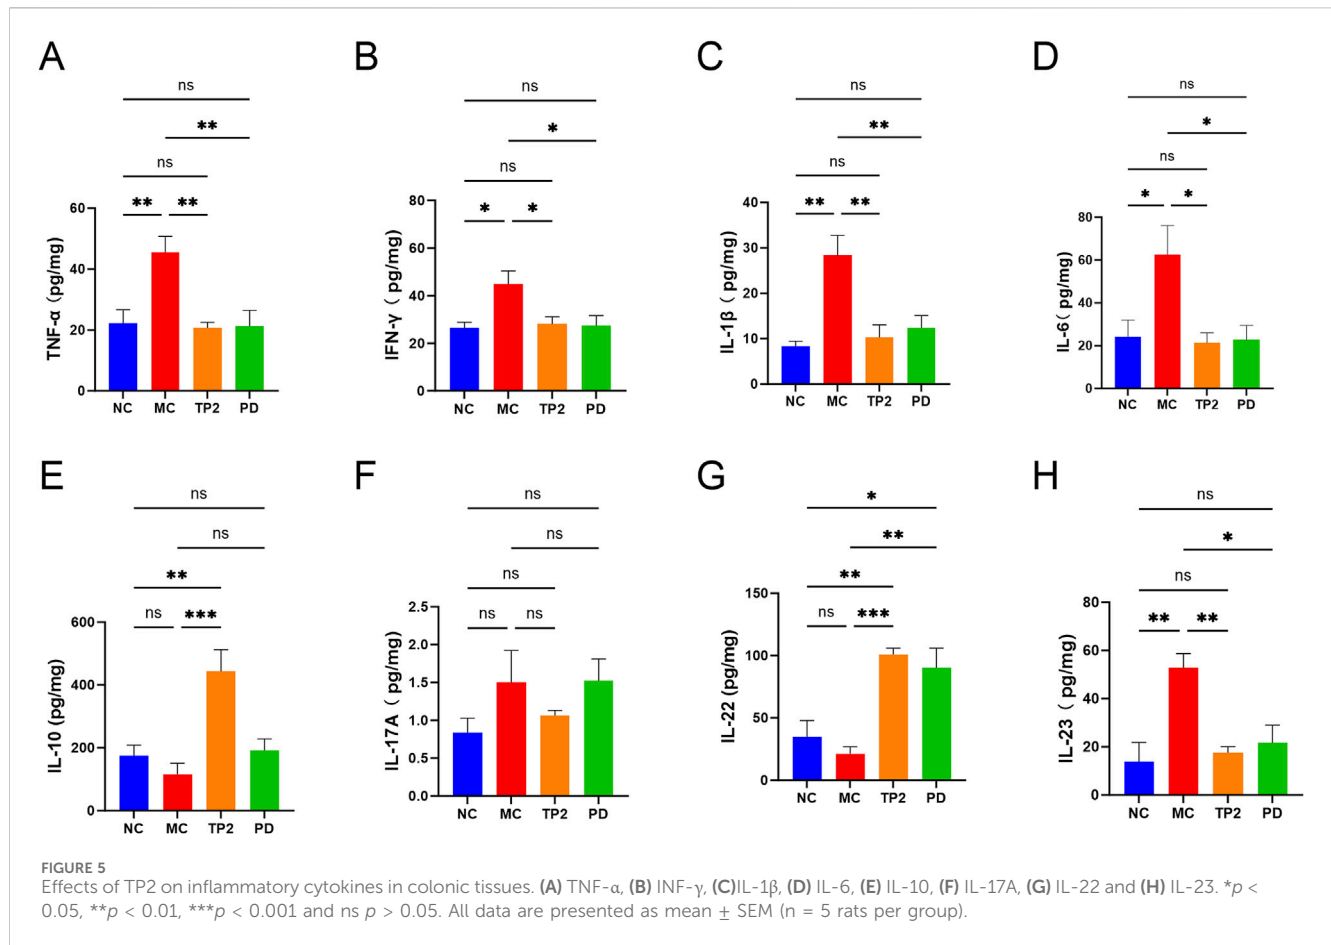 A
ns
**
ns
** **
TNF-α (pg/mg)
60
40
20
0
NC MC TP2 PD
B
ns
*
ns
* *
IFN-γ ( pg/mg)
80
60
40
20
0
NC MC TP2 PD
C
ns
**
ns
** **
IL-1β ( pg/mg)
40
30
20
10
0
NC MC TP2 PD
D
ns
*
ns
* *
IL-6 ( pg/mg)
80
60
40
20
0
NC MC TP2 PD
E
ns
ns
**
ns ***
IL-10 (pg/mg)
600
400
200
0
NC MC TP2 PD
F
ns
ns
ns
ns ns
IL-17A ( pg/mg)
2.5
2.0
1.5
1.0
0.5
0.0
NC MC TP2 PD
G
*
**
**
ns ***
IL-22 (pg/mg)
150
100
50
0
NC MC TP2 PD
H
ns
*
ns
** **
IL-23 ( pg/mg)
80
60
40
20
0
NC MC TP2 PD
FIGURE 5
Effects of TP2 on inflammatory cytokines in colonic tissues. (A) TNF-α, (B) INF-γ, (C)IL-1β, (D) IL-6, (E) IL-10, (F) IL-17A, (G) IL-22 and (H) IL-23. *p <
0.05, **p < 0.01, ***p < 0.001 and ns p > 0.05. All data are presented as mean ± SEM (n = 5 rats per group).